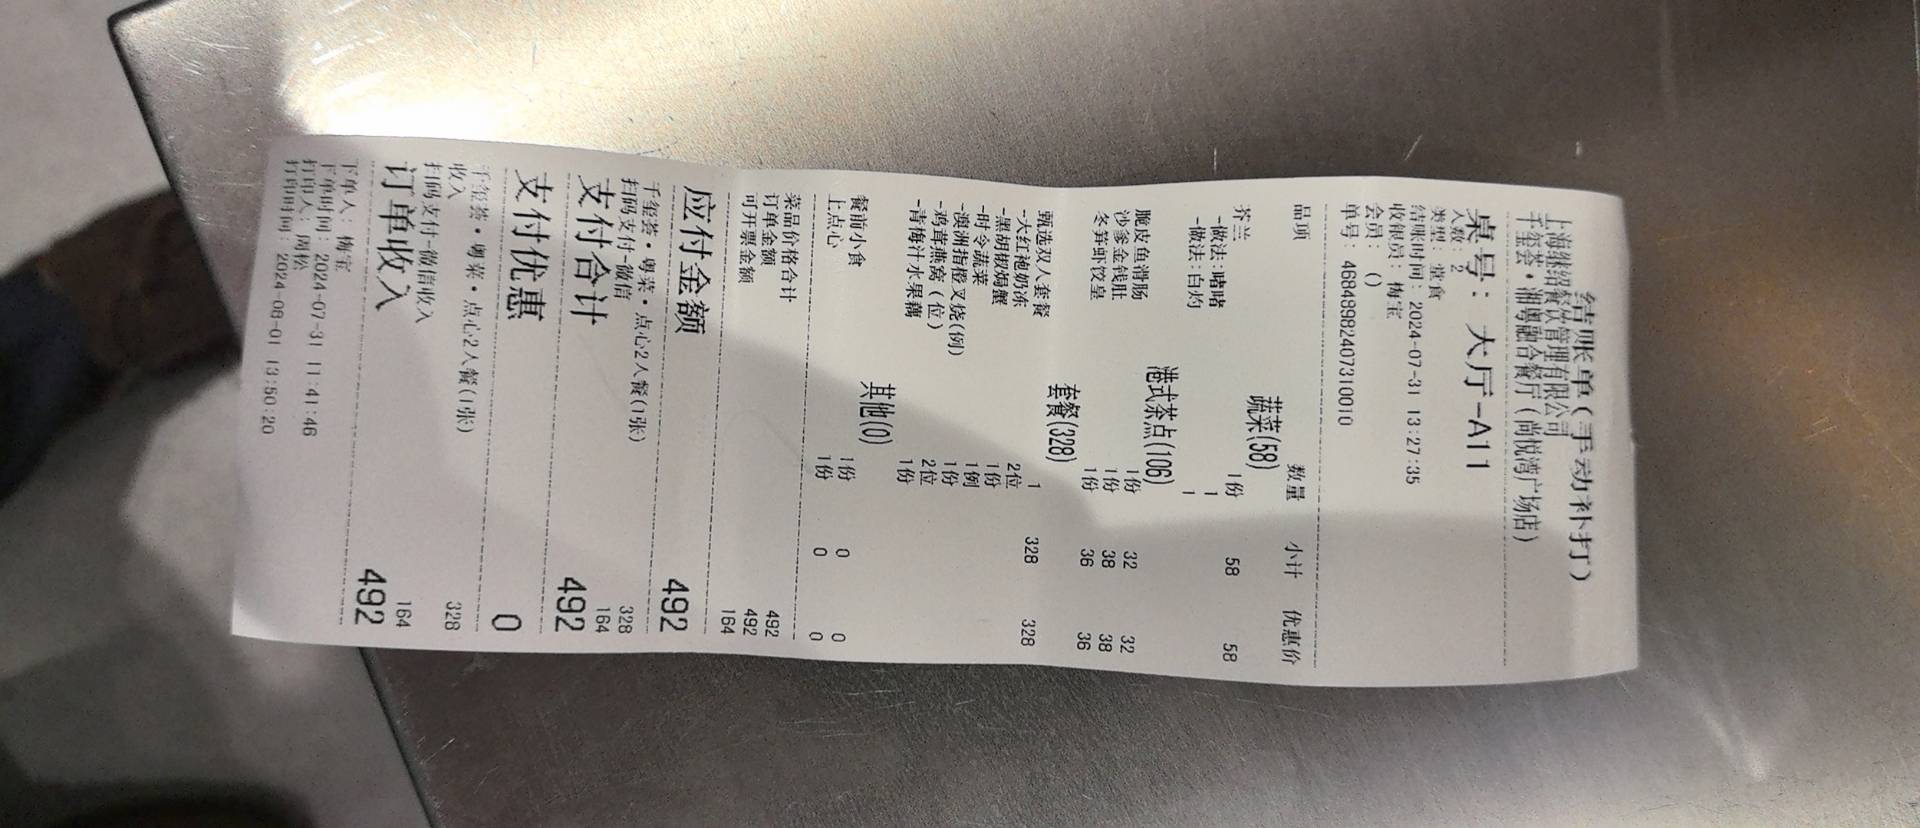 结账单(手动补打)
上海继绍餐饮管理有限公司
千玺荟·湘粤融合餐厅(尚悦湾广场店)
桌号: 大厅-A11
人数: 2
类型: 堂食
结账时间: 2024-07-31 13:27:35
收银员: 梅宝
会员: ()
单号: 46848982407310010
品项 数量 小计 优惠价
蔬菜(58)
芥兰 1份 58 58
-做法:啫啫 1
-做法:白灼 1
港式茶点(106)
脆皮鱼滑肠 1份 32 32
沙爹金钱肚 1份 38 38
冬笋虾饺皇 1份 36 36
套餐(328)
甄选双人套餐 1 328 328
-大红袍奶冻 2位
-黑胡椒焗蟹 1份
-时令蔬菜 1例
-澳洲指橙叉烧(例) 1份
-鸡茸燕窝(位) 2位
-青梅汁水果藕 1份
其他(0)
餐前小食 1份 0 0
上点心 1份 0 0
菜品价格合计 492
订单金额 492
可开票金额 164
应付金额 492
千玺荟·粤菜·点心2人餐(1张) 328
扫码支付-微信 164
支付合计 492
支付优惠 0
千玺荟·粤菜·点心2人餐(1张)
收入 328
扫码支付-微信收入 164
订单收入 492
下单人: 梅宝
下单时间: 2024-07-31 11:41:46
打印人: 周松
打印时间: 2024-08-01 13:50:20